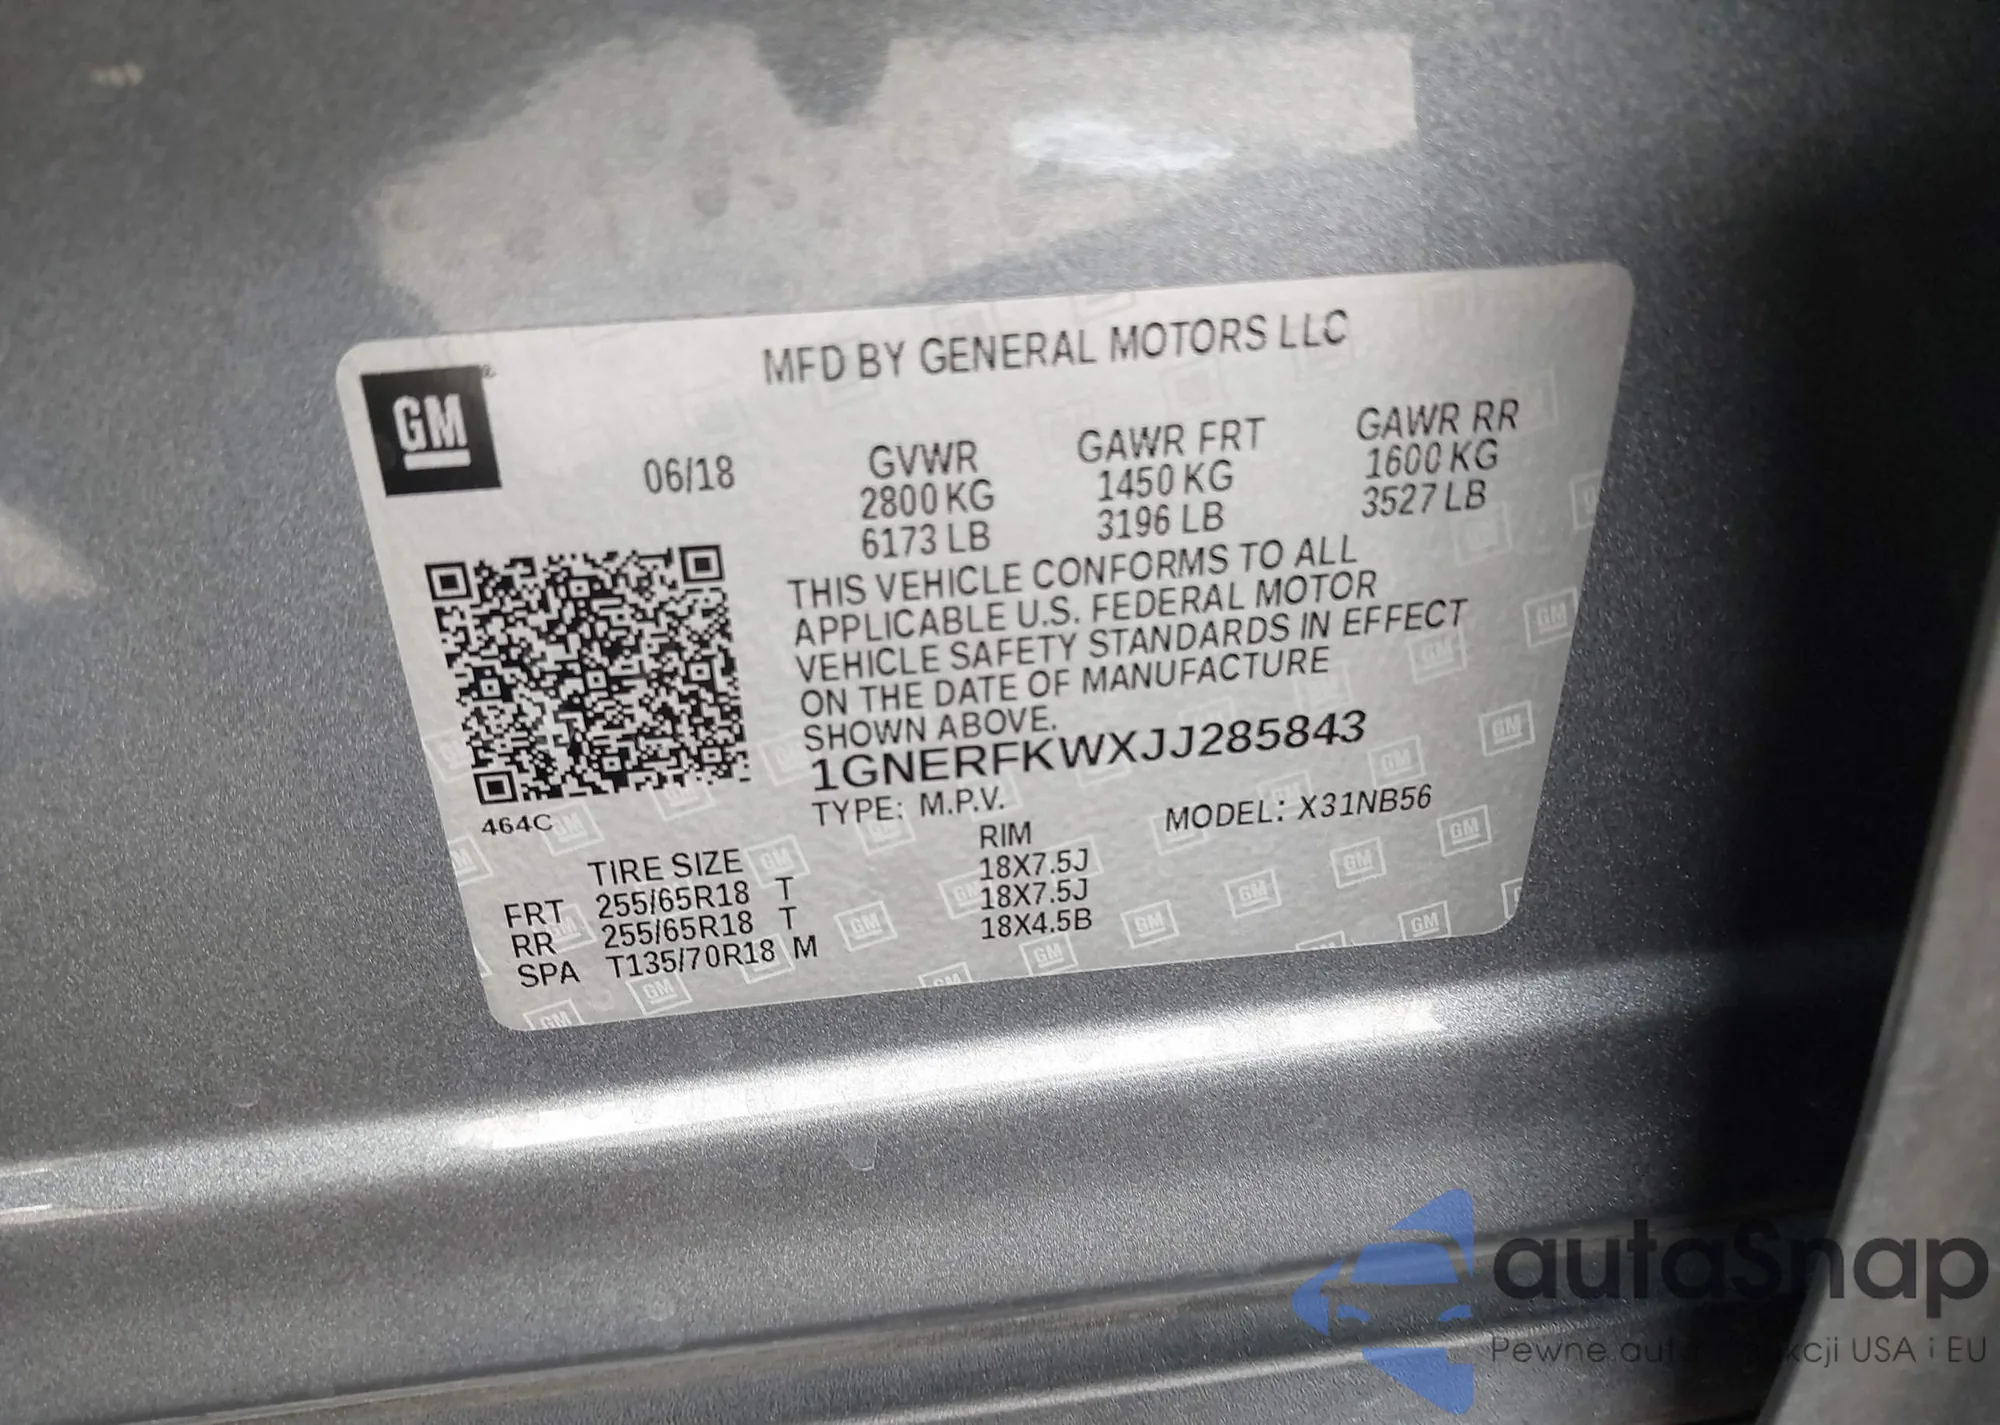 MFD BY GENERAL MOTORS LLC
GM
06/18
GVWR
2800 KG
6173 LB
GAWR FRT
1450 KG
3196 LB
GAWR RR
1600 KG
3527 LB
THIS VEHICLE CONFORMS TO ALL
APPLICABLE U.S. FEDERAL MOTOR
VEHICLE SAFETY STANDARDS IN EFFECT
ON THE DATE OF MANUFACTURE
SHOWN ABOVE.
1GNERFKWXJJ285843
TYPE: M.P.V. MODEL: X31NB56
464C
TIRE SIZE RIM
FRT 255/65R18 T 18X7.5J
RR 255/65R18 T 18X7.5J
SPA T135/70R18 M 18X4.5B
autaSnap
Pewne aut kcji USA i EU